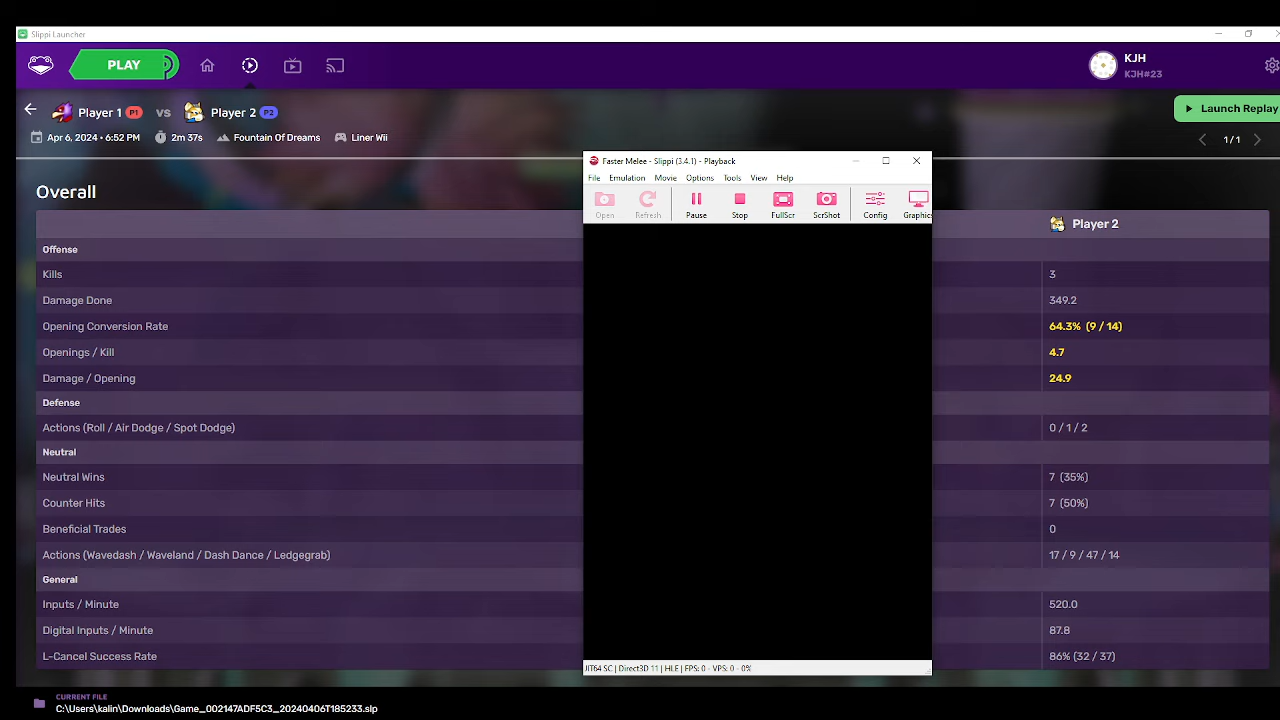 Slippi Launcher
PLAY
KJH
KJH#23
Player 1 P1 VS Player 2 P2
Launch Replay
Apr 6, 2024 • 6:52 PM 2m 37s Fountain Of Dreams Liner Wii
1 / 1
Faster Melee - Slippi (3.4.1) - Playback
File Emulation Movie Options Tools View Help
Open Refresh Pause Stop FullScr ScrShot Config Graphics
Overall
Player 2
Offense
Kills 3
Damage Done 349.2
Opening Conversion Rate 64.3% (9 / 14)
Openings / Kill 4.7
Damage / Opening 24.9
Defense
Actions (Roll / Air Dodge / Spot Dodge) 0 / 1 / 2
Neutral
Neutral Wins 7 (35%)
Counter Hits 7 (50%)
Beneficial Trades 0
Actions (Wavedash / Waveland / Dash Dance / Ledgegrab) 17 / 9 / 47 / 14
General
Inputs / Minute 520.0
Digital Inputs / Minute 87.8
L-Cancel Success Rate 86% (32 / 37)
JIT64 SC | Direct3D 11 | HLE | FPS: 0 - VPS: 0 - 0%
CURRENT FILE
C:\Users\kalin\Downloads\Game_002147ADF5C3_20240406T185233.slp